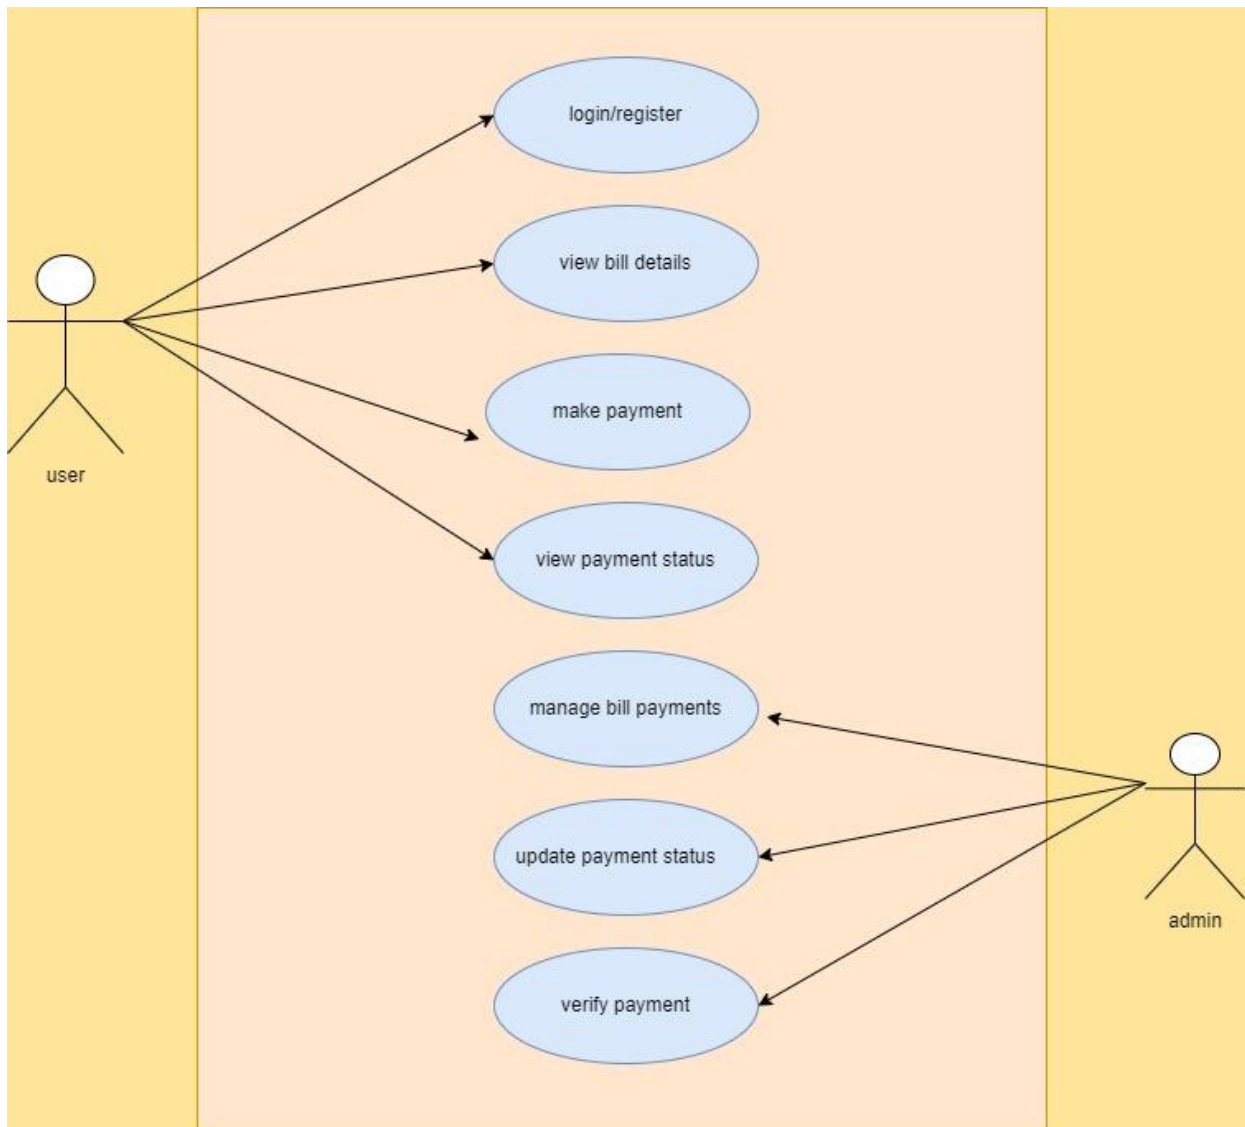 login/register
view bill details
make payment
user
view payment status
manage bill payments
update payment status
admin
verify payment